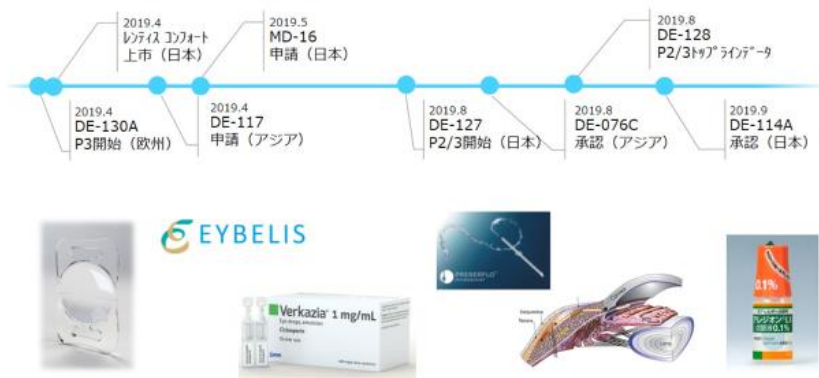 2019.4
レンティス コンフォート
上市（日本）
2019.5
MD-16
申請（日本）
2019.8
DE-128
P2/3トップラインデータ
2019.4
DE-130A
P3開始（欧州）
2019.4
DE-117
申請（アジア）
2019.8
DE-127
P2/3開始（日本）
2019.8
DE-076C
承認（アジア）
2019.9
DE-114A
承認（日本）
EYBELIS
PRESERFLO
Verkazia 1 mg/mL
Eye drops, emulsion
Ciclosporin
0.1%